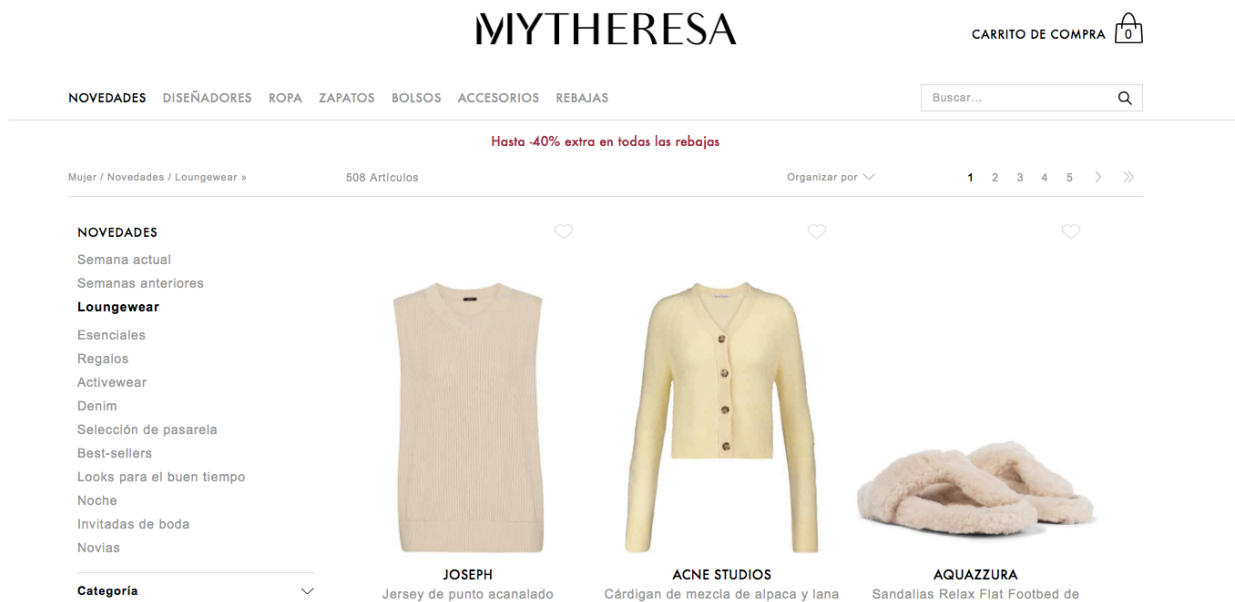 MYTHERESA
CARRITO DE COMPRA 0
NOVEDADES DISEÑADORES ROPA ZAPATOS BOLSOS ACCESORIOS REBAJAS
Buscar...
Hasta -40% extra en todas las rebajas
Mujer / Novedades / Loungewear »
508 Artículos
Organizar por
1 2 3 4 5
NOVEDADES
Semana actual
Semanas anteriores
Loungewear
Esenciales
Regalos
Activewear
Denim
Selección de pasarela
Best-sellers
Looks para el buen tiempo
Noche
Invitadas de boda
Novias
Categoría
JOSEPH
Jersey de punto acanalado
ACNE STUDIOS
Cárdigan de mezcla de alpaca y lana
AQUAZZURA
Sandalias Relax Flat Footbed de